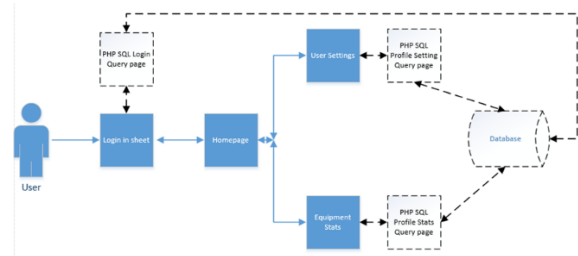 PHP SQL Login
Query page
User Settings
PHP SQL
Profile Setting
Query page
Login in sheet
Homepage
Database
User
Equipment
Stats
PHP SQL
Profile Stats
Query page